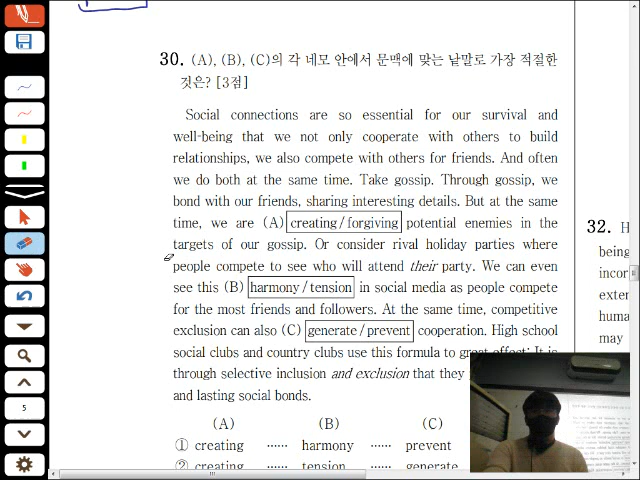 30. (A), (B), (C)의 각 네모 안에서 문맥에 맞는 낱말로 가장 적절한
것은? [3점]
Social connections are so essential for our survival and
well-being that we not only cooperate with others to build
relationships, we also compete with others for friends. And often
we do both at the same time. Take gossip. Through gossip, we
bond with our friends, sharing interesting details. But at the same
time, we are (A) creating / forgiving potential enemies in the
targets of our gossip. Or consider rival holiday parties where
people compete to see who will attend their party. We can even
see this (B) harmony / tension in social media as people compete
for the most friends and followers. At the same time, competitive
exclusion can also (C) generate / prevent cooperation. High school
social clubs and country clubs use this formula to great effect: It is
through selective inclusion and exclusion that they
and lasting social bonds.
(A) (B) (C)
① creating ······ harmony ······ prevent
② creating ······ tension ······ generate
32. H
being
incor
exter
huma
may
5